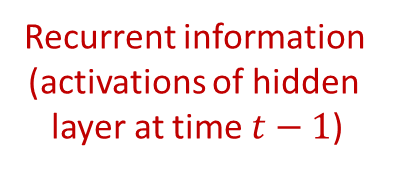 Recurrent information
(activations of hidden
layer at time t − 1)